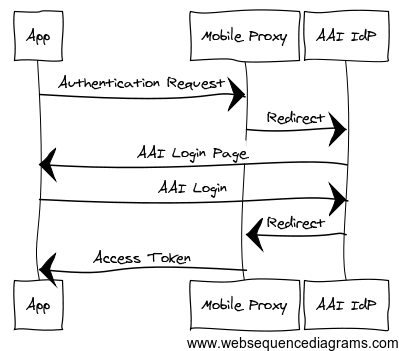 App
Mobile Proxy
AAI IdP
Authentication Request
Redirect
AAI Login Page
AAI Login
Redirect
Access Token
App
Mobile Proxy
AAI IdP
www.websequencediagrams.com